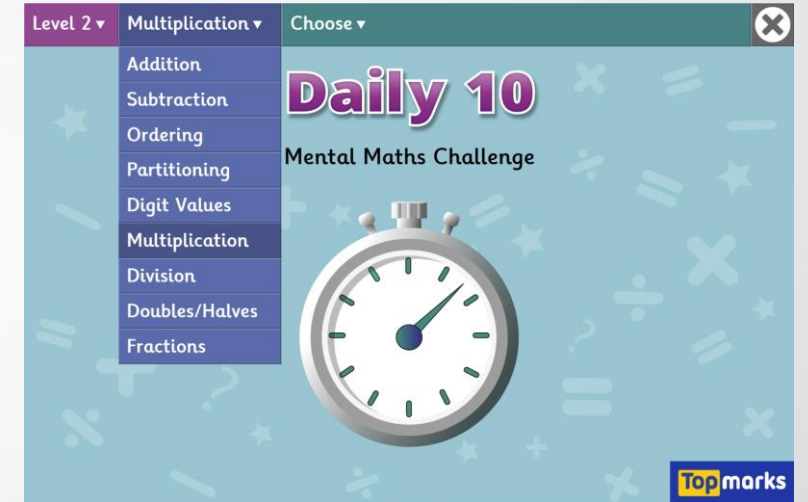 Level 2 ▾ Multiplication ▾ Choose ▾
Addition
Subtraction
Ordering
Partitioning
Digit Values
Multiplication
Division
Doubles/Halves
Fractions
Daily 10
Mental Maths Challenge
Topmarks